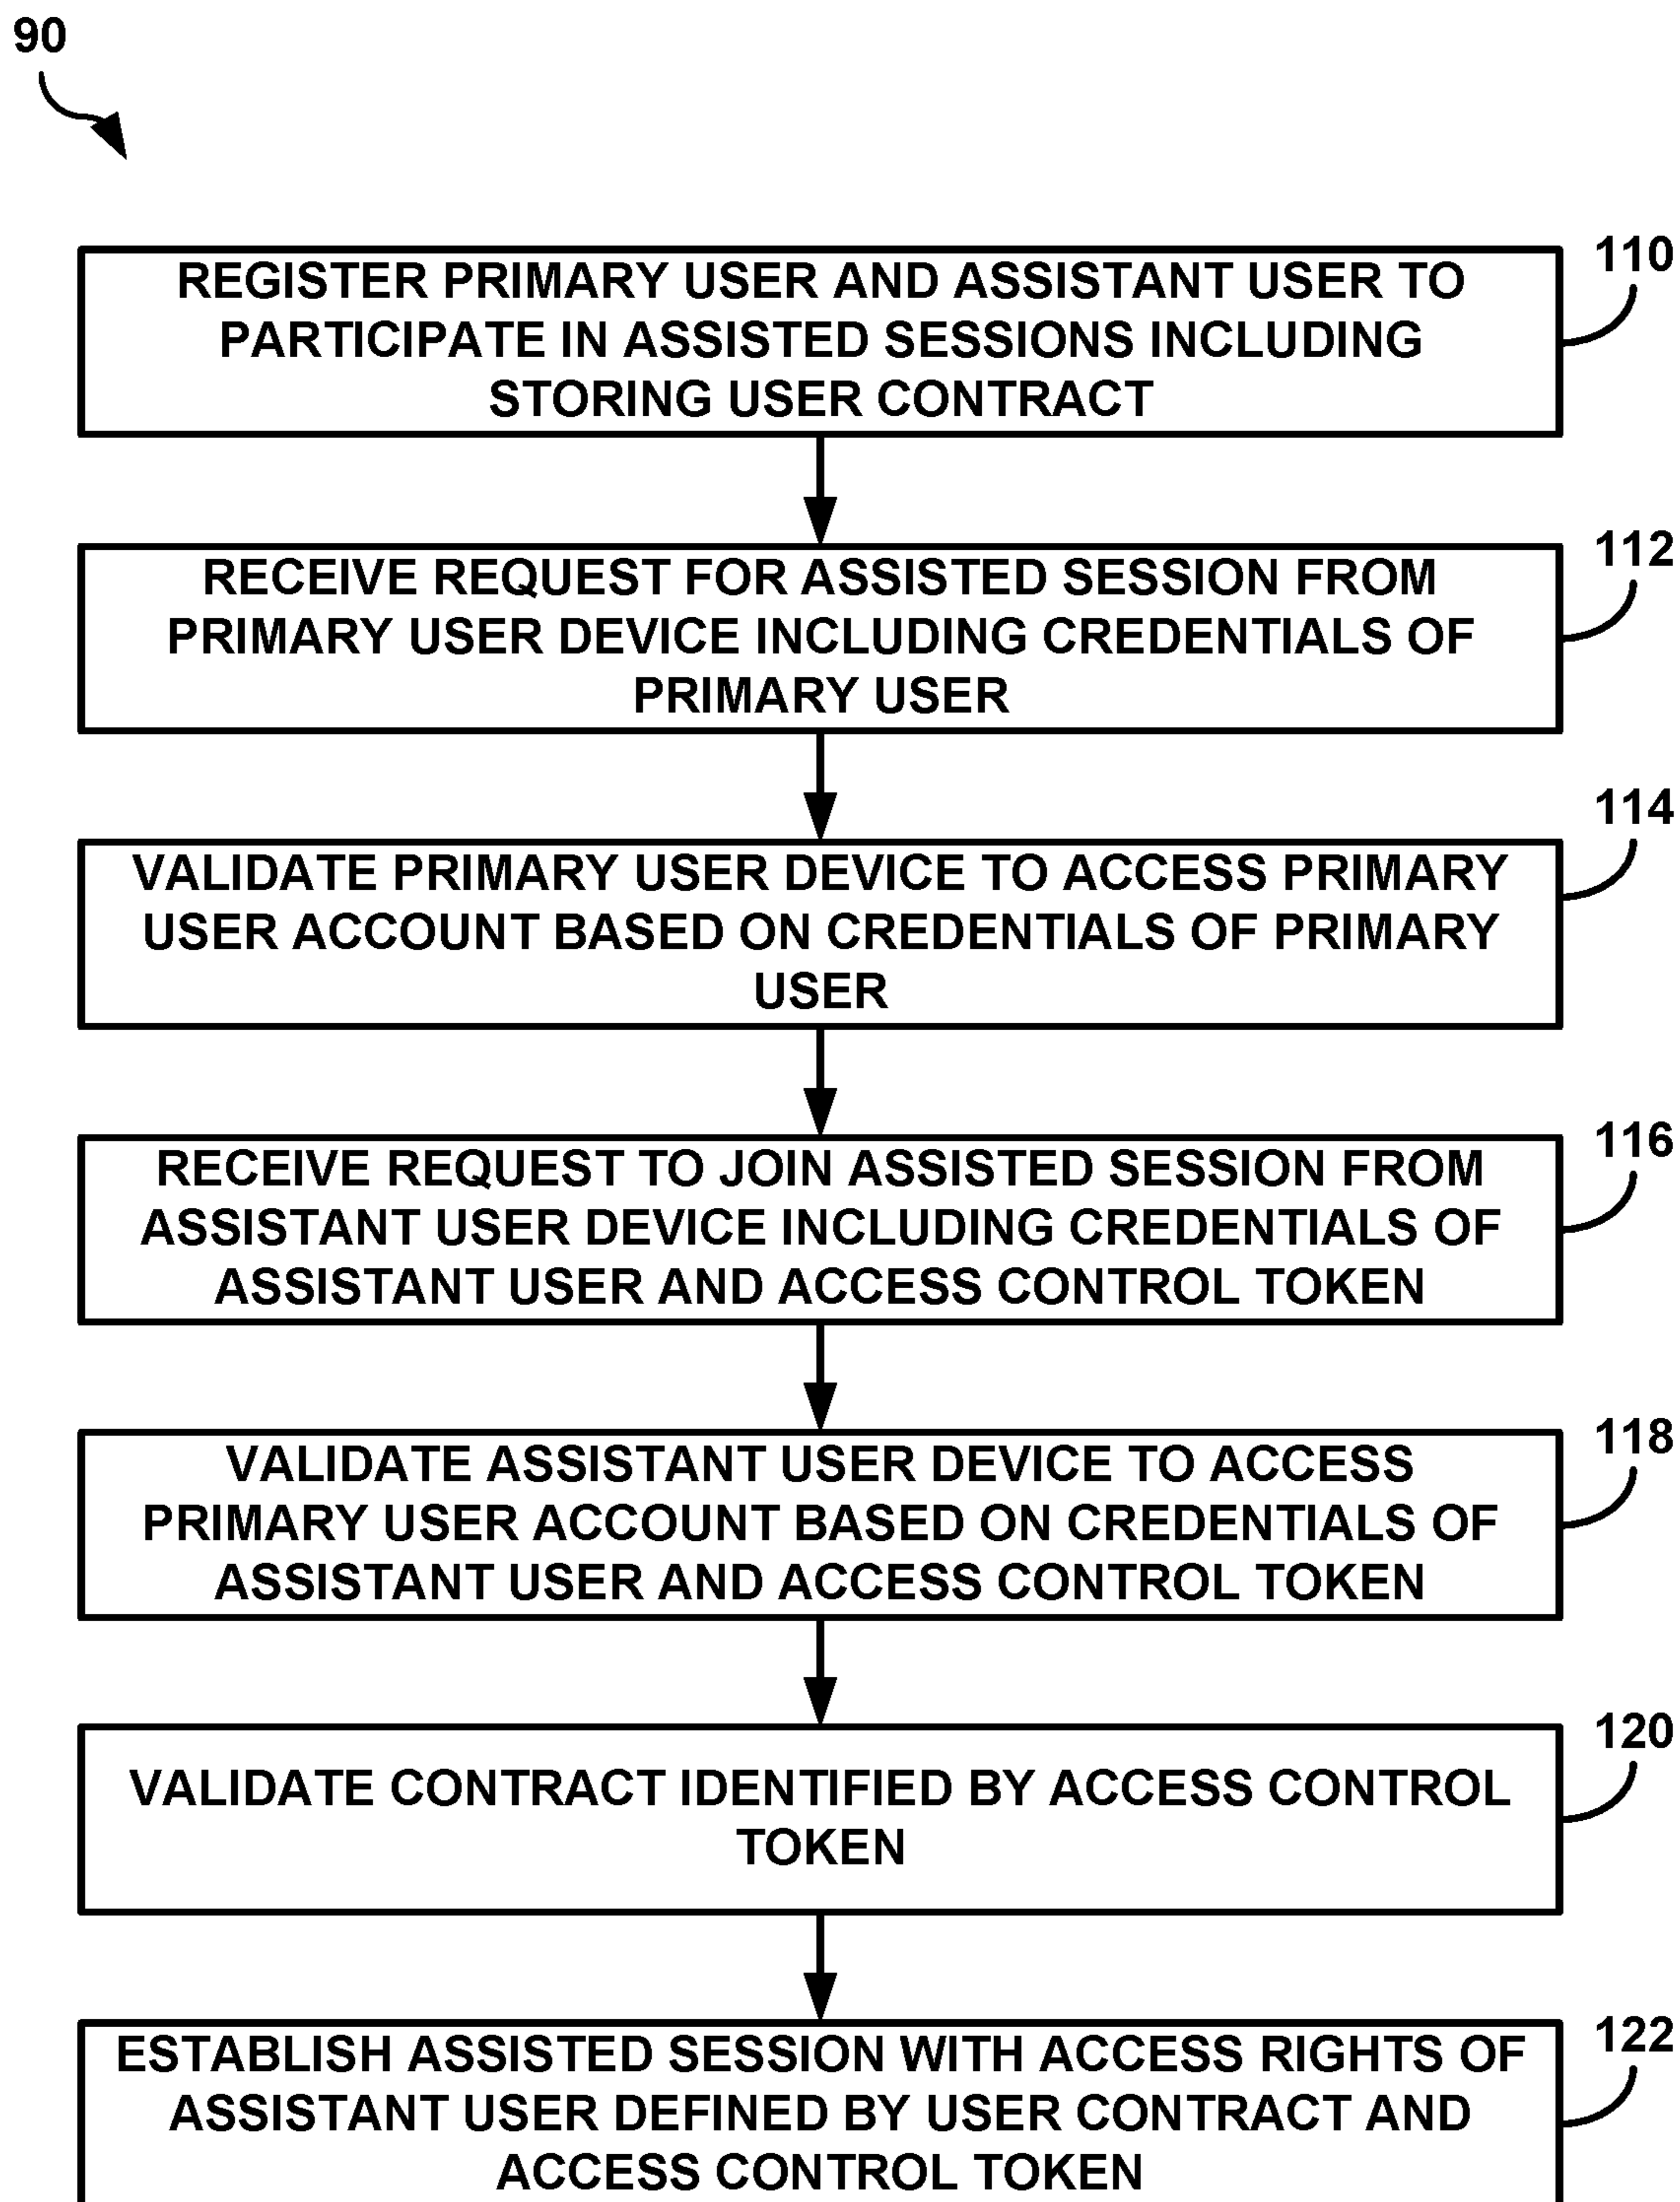 90
110
REGISTER PRIMARY USER AND ASSISTANT USER TO
PARTICIPATE IN ASSISTED SESSIONS INCLUDING
STORING USER CONTRACT
112
RECEIVE REQUEST FOR ASSISTED SESSION FROM
PRIMARY USER DEVICE INCLUDING CREDENTIALS OF
PRIMARY USER
114
VALIDATE PRIMARY USER DEVICE TO ACCESS PRIMARY
USER ACCOUNT BASED ON CREDENTIALS OF PRIMARY
USER
116
RECEIVE REQUEST TO JOIN ASSISTED SESSION FROM
ASSISTANT USER DEVICE INCLUDING CREDENTIALS OF
ASSISTANT USER AND ACCESS CONTROL TOKEN
118
VALIDATE ASSISTANT USER DEVICE TO ACCESS
PRIMARY USER ACCOUNT BASED ON CREDENTIALS OF
ASSISTANT USER AND ACCESS CONTROL TOKEN
120
VALIDATE CONTRACT IDENTIFIED BY ACCESS CONTROL
TOKEN
122
ESTABLISH ASSISTED SESSION WITH ACCESS RIGHTS OF
ASSISTANT USER DEFINED BY USER CONTRACT AND
ACCESS CONTROL TOKEN